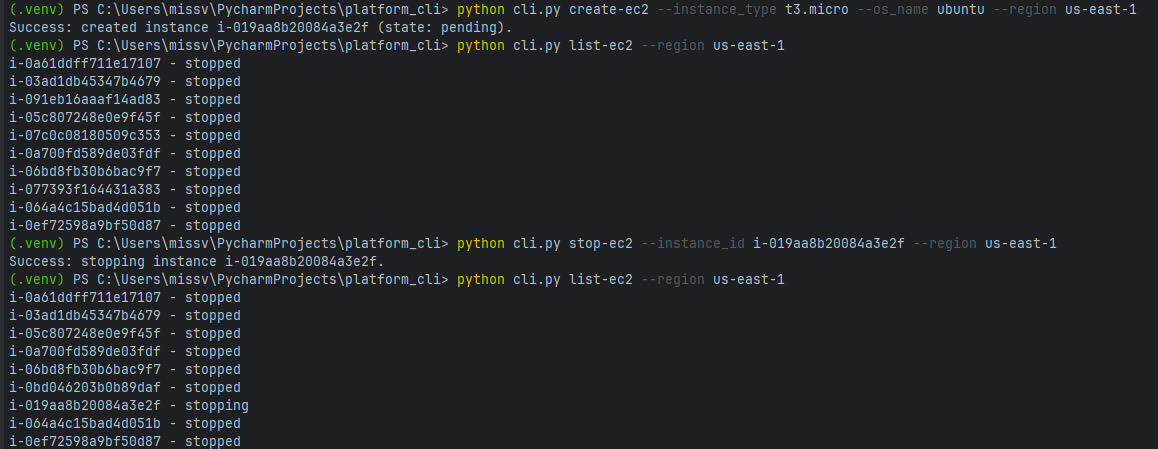 (.venv) PS C:\Users\missv\PycharmProjects\platform_cli> python cli.py create-ec2 --instance_type t3.micro --os_name ubuntu --region us-east-1
Success: created instance i-019aa8b20084a3e2f (state: pending).
(.venv) PS C:\Users\missv\PycharmProjects\platform_cli> python cli.py list-ec2 --region us-east-1
i-0a61ddff711e17107 - stopped
i-03ad1db45347b4679 - stopped
i-091eb16aaaf14ad83 - stopped
i-05c807248e0e9f45f - stopped
i-07c0c08180509c353 - stopped
i-0a700fd589de03fdf - stopped
i-06bd8fb30b6bac9f7 - stopped
i-077393f164431a383 - stopped
i-064a4c15bad4d051b - stopped
i-0ef72598a9bf50d87 - stopped
(.venv) PS C:\Users\missv\PycharmProjects\platform_cli> python cli.py stop-ec2 --instance_id i-019aa8b20084a3e2f --region us-east-1
Success: stopping instance i-019aa8b20084a3e2f.
(.venv) PS C:\Users\missv\PycharmProjects\platform_cli> python cli.py list-ec2 --region us-east-1
i-0a61ddff711e17107 - stopped
i-03ad1db45347b4679 - stopped
i-05c807248e0e9f45f - stopped
i-0a700fd589de03fdf - stopped
i-06bd8fb30b6bac9f7 - stopped
i-0bd046203b0b89daf - stopped
i-019aa8b20084a3e2f - stopping
i-064a4c15bad4d051b - stopped
i-0ef72598a9bf50d87 - stopped